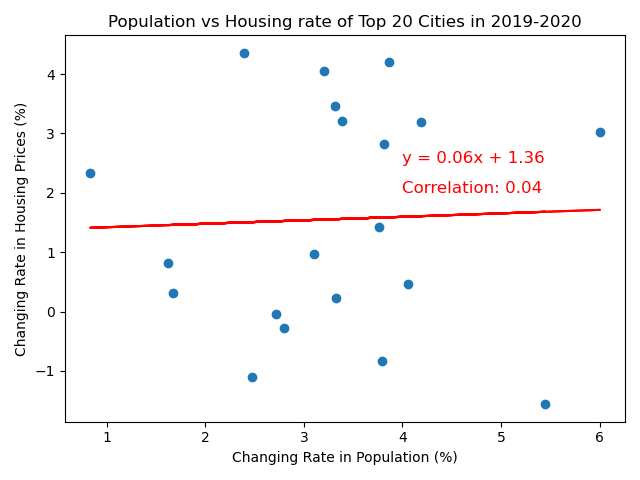 Population vs Housing rate of Top 20 Cities in 2019-2020
Changing Rate in Housing Prices (%)
4
3
2
1
0
−1
y = 0.06x + 1.36
Correlation: 0.04
1 2 3 4 5 6
Changing Rate in Population (%)